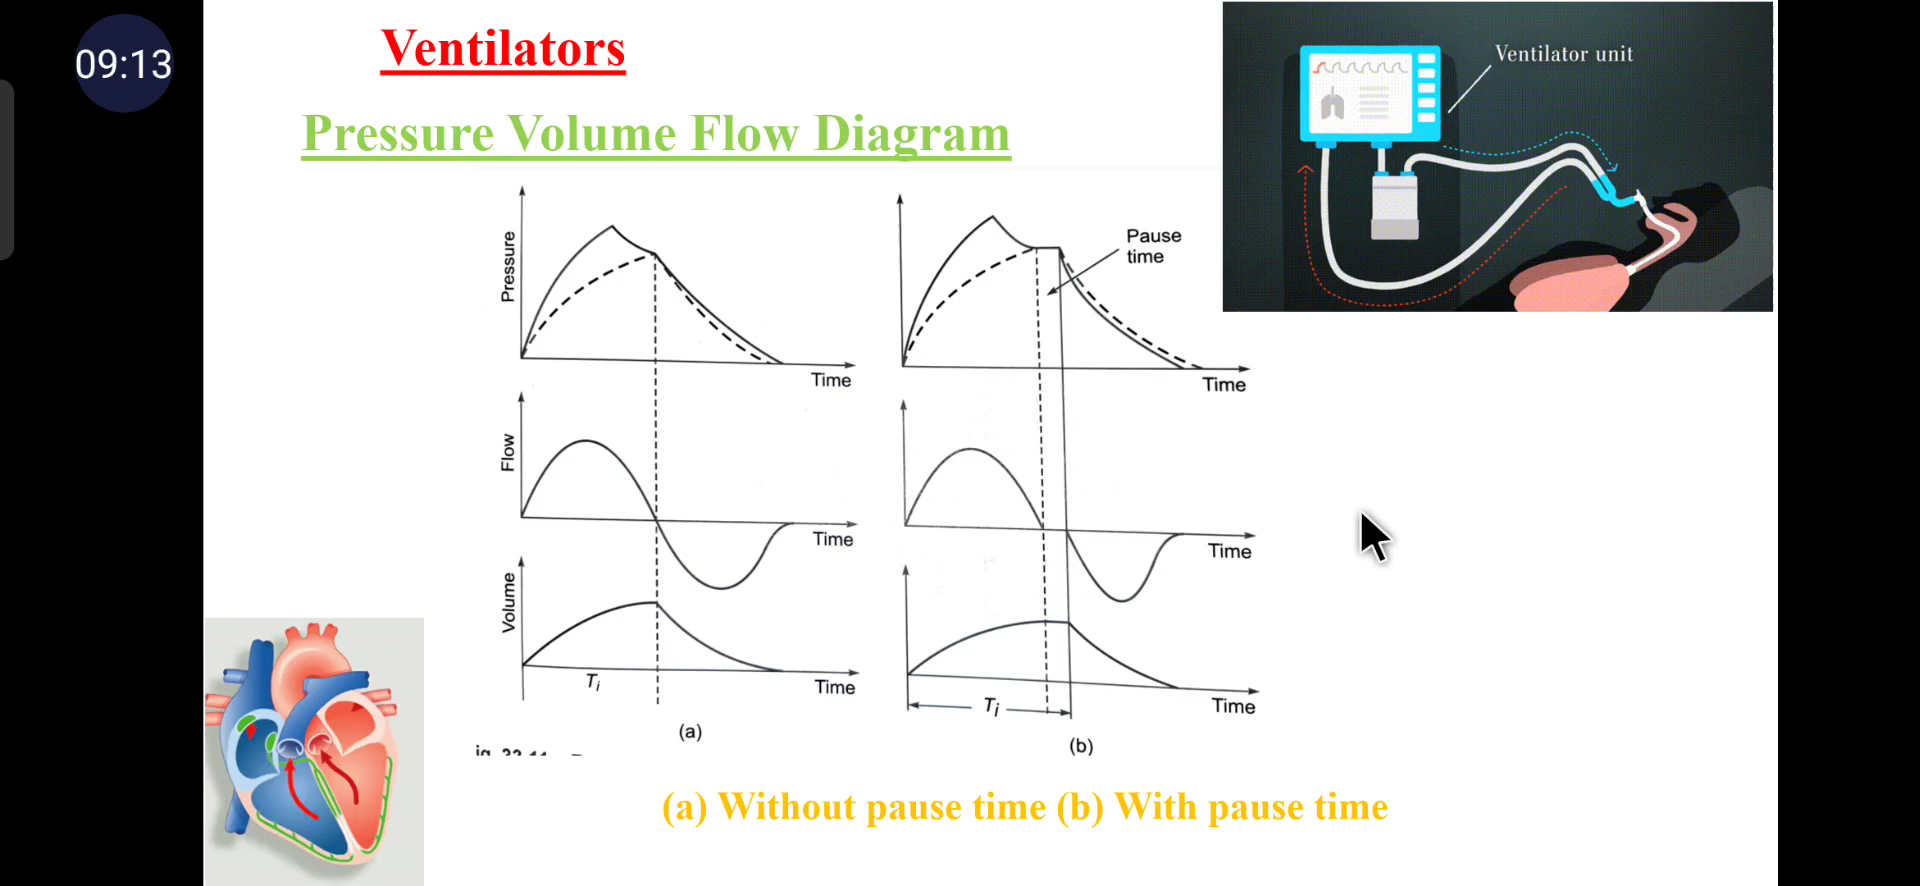 09:13
Ventilators
Ventilator unit
Pressure Volume Flow Diagram
Pressure
Time
Pause
time
Time
Flow
Time
Time
Volume
Ti
Time
Ti
Time
(a)
(b)
(a) Without pause time (b) With pause time